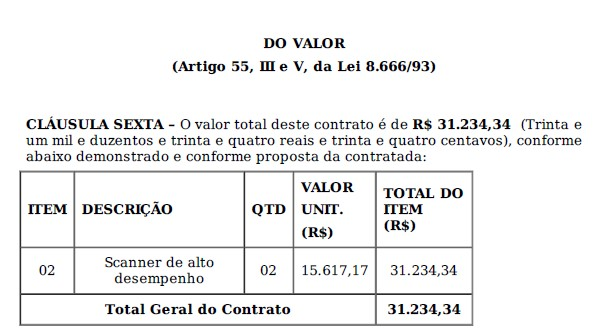 DO VALOR
(Artigo 55, III e V, da Lei 8.666/93)
CLÁUSULA SEXTA – O valor total deste contrato é de R$ 31.234,34 (Trinta e
um mil e duzentos e trinta e quatro reais e trinta e quatro centavos), conforme
abaixo demonstrado e conforme proposta da contratada:
ITEM DESCRIÇÃO QTD VALOR UNIT. (R$) TOTAL DO ITEM (R$)
02 Scanner de alto desempenho 02 15.617,17 31.234,34
Total Geral do Contrato 31.234,34